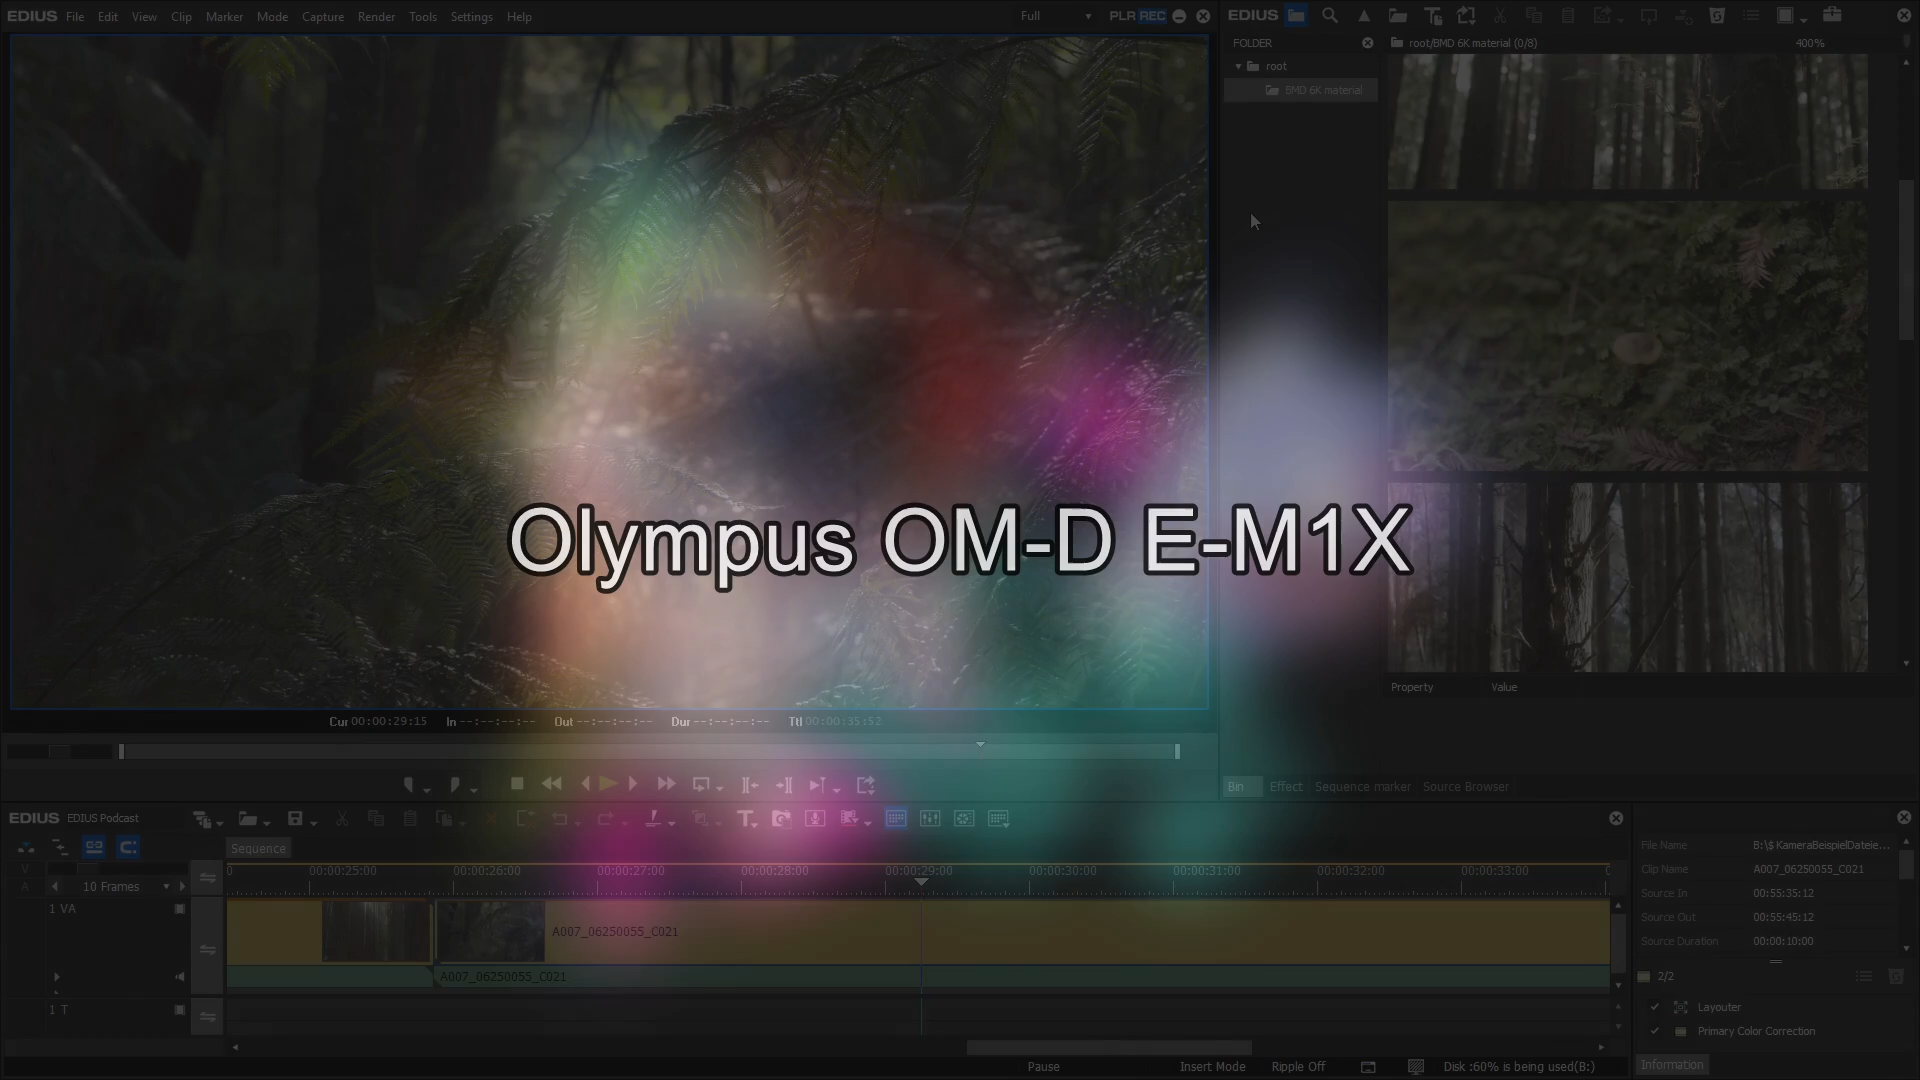 EDIUS File Edit View Clip Marker Mode Capture Render Tools Settings Help Full PLR REC
EDIUS
FOLDER
root/BMD 6K material (0/8) 400%
root
BMD 6K material
Olympus OM-D E-M1X
Property Value
Cur 00:00:29:15 In --:--:--:-- Out --:--:--:-- Dur --:--:--:-- Ttl 00:00:35:52
Bin Effect Sequence marker Source Browser
EDIUS EDIUS Podcast
Sequence
V
A 10 Frames
0 00:00:25:00 00:00:26:00 00:00:27:00 00:00:28:00 00:00:29:00 00:00:30:00 00:00:31:00 00:00:32:00 00:00:33:00
1 VA
A007_06250055_C021
A007_06250055_C021
1 T
File Name B:\$ KameraBeispielDateie...
Clip Name A007_06250055_C021
Source In 00:55:35:12
Source Out 00:55:45:12
Source Duration 00:00:10:00
2/2
Layouter
Primary Color Correction
Information
Pause Insert Mode Ripple Off Disk :60% is being used(B:)